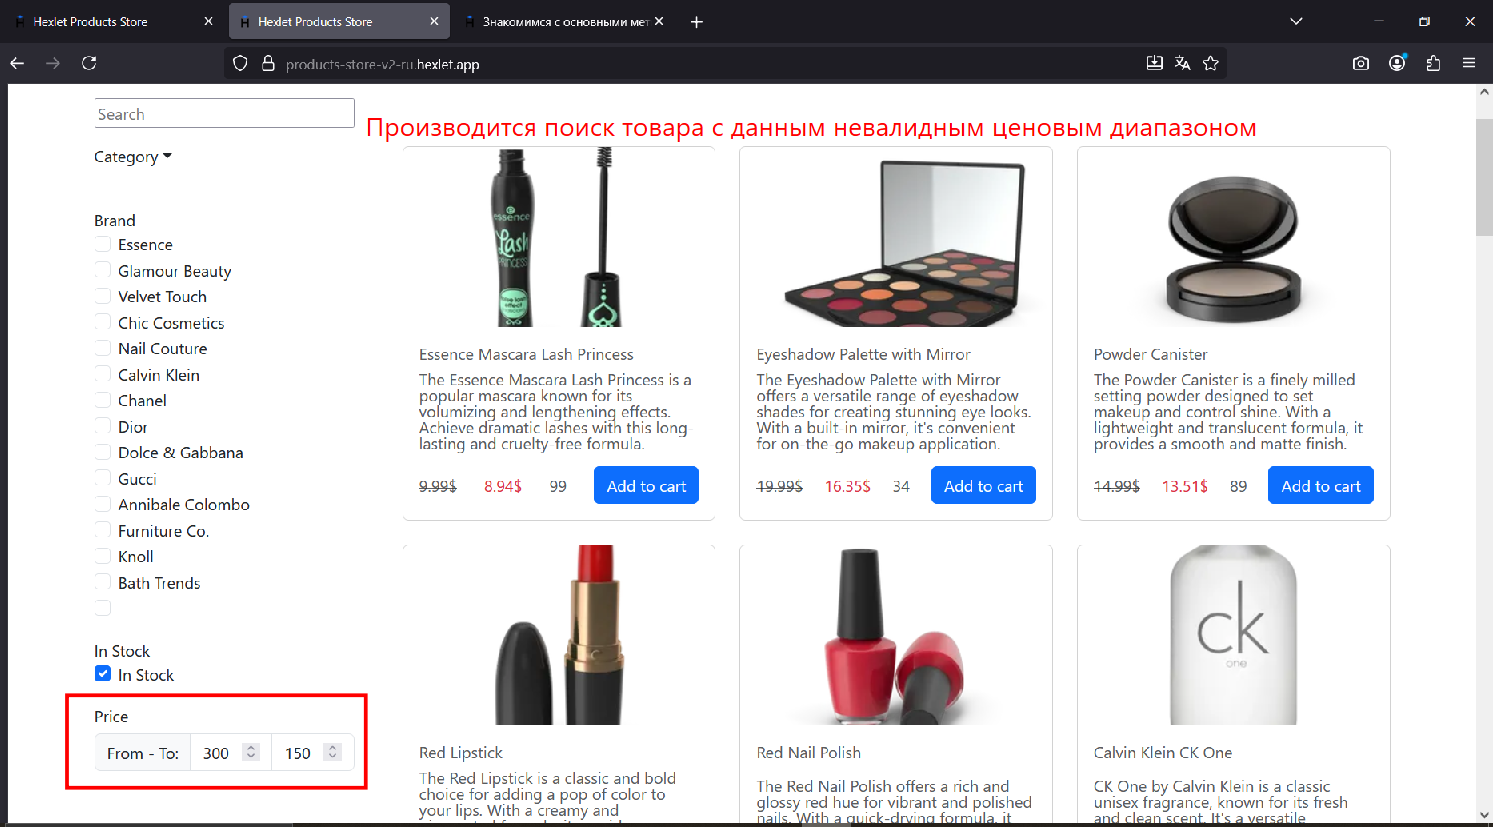 Hexlet Products Store
Hexlet Products Store
Знакомимся с основными мет
products-store-v2-ru.hexlet.app
Search
Производится поиск товара с данным невалидным ценовым диапазоном
Category
Brand
Essence
Glamour Beauty
Velvet Touch
Chic Cosmetics
Nail Couture
Calvin Klein
Chanel
Dior
Dolce & Gabbana
Gucci
Annibale Colombo
Furniture Co.
Knoll
Bath Trends
In Stock
In Stock
Price
From - To: 300 150
essence
Lash
PRINCESS
Essence Mascara Lash Princess
The Essence Mascara Lash Princess is a
popular mascara known for its
volumizing and lengthening effects.
Achieve dramatic lashes with this long-
lasting and cruelty-free formula.
9.99$ 8.94$ 99 Add to cart
Eyeshadow Palette with Mirror
The Eyeshadow Palette with Mirror
offers a versatile range of eyeshadow
shades for creating stunning eye looks.
With a built-in mirror, it's convenient
for on-the-go makeup application.
19.99$ 16.35$ 34 Add to cart
Powder Canister
The Powder Canister is a finely milled
setting powder designed to set
makeup and control shine. With a
lightweight and translucent formula, it
provides a smooth and matte finish.
14.99$ 13.51$ 89 Add to cart
Red Lipstick
The Red Lipstick is a classic and bold
choice for adding a pop of color to
your lips. With a creamy and
Red Nail Polish
The Red Nail Polish offers a rich and
glossy red hue for vibrant and polished
nails. With a quick-drying formula, it
ck
one
Calvin Klein CK One
CK One by Calvin Klein is a classic
unisex fragrance, known for its fresh
and clean scent. It's a versatile